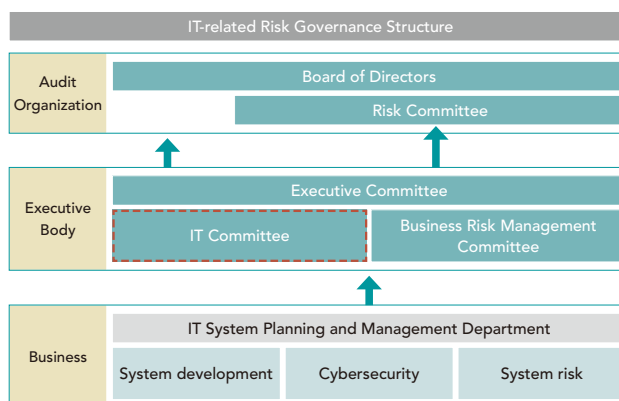 IT-related Risk Governance Structure
Audit
Organization
Board of Directors
Risk Committee
Executive
Body
Executive Committee
IT Committee
Business Risk Management
Committee
Business
IT System Planning and Management Department
System development
Cybersecurity
System risk